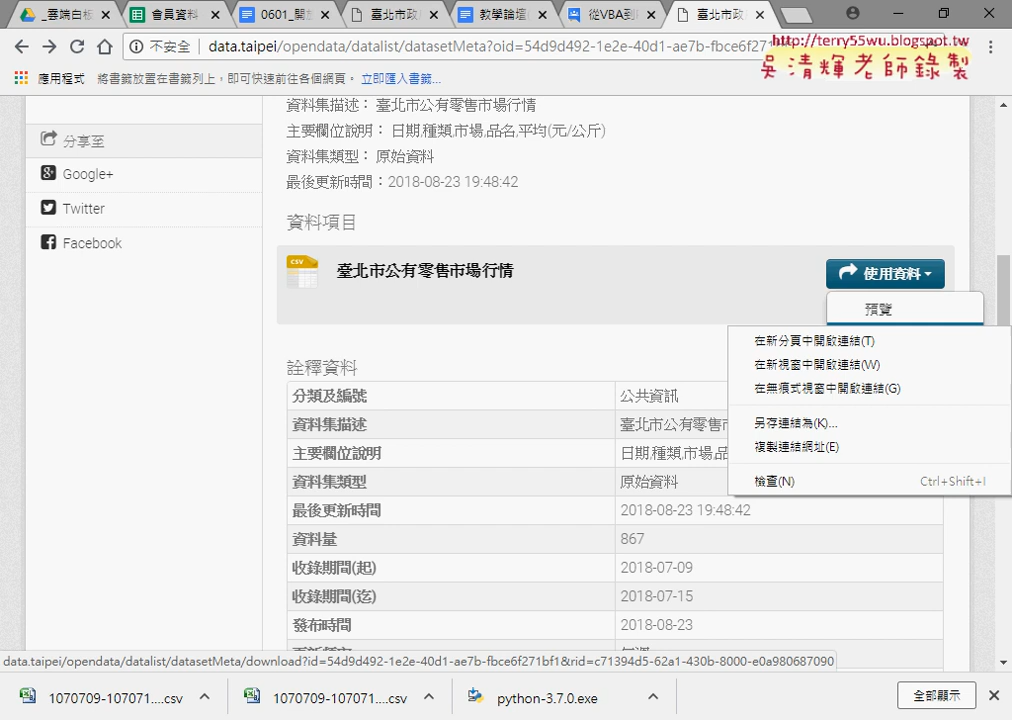 _雲端白板
會員資料
0601_開放
臺北市政府
教學論壇
從VBA到
臺北市政府
不安全 | data.taipei/opendata/datalist/datasetMeta?oid=54d9d492-1e2e-40d1-ae7b-fbce6f27
http://terry55wu.blogspot.tw
吳清輝老師錄製
應用程式 將書籤放置在書籤列上，即可快速前往各個網頁。 立即匯入書籤...
資料集描述： 臺北市公有零售市場行情
主要欄位說明： 日期,種類,市場,品名,平均(元/公斤)
資料集類型： 原始資料
最後更新時間：2018-08-23 19:48:42
分享至
Google+
Twitter
Facebook
資料項目
CSV
臺北市公有零售市場行情
使用資料
預覽
在新分頁中開啟連結(T)
在新視窗中開啟連結(W)
在無痕式視窗中開啟連結(G)
另存連結為(K)...
複製連結網址(E)
檢查(N) Ctrl+Shift+I
詮釋資料
分類及編號 公共資訊
資料集描述 臺北市公有零售市
主要欄位說明 日期,種類,市場,品
資料集類型 原始資料
最後更新時間 2018-08-23 19:48:42
資料量 867
收錄期間(起) 2018-07-09
收錄期間(迄) 2018-07-15
發布時間 2018-08-23
data.taipei/opendata/datalist/datasetMeta/download?id=54d9d492-1e2e-40d1-ae7b-fbce6f271bf1&rid=c71394d5-62a1-430b-8000-e0a980687090
1070709-107071....csv
1070709-107071....csv
python-3.7.0.exe
全部顯示